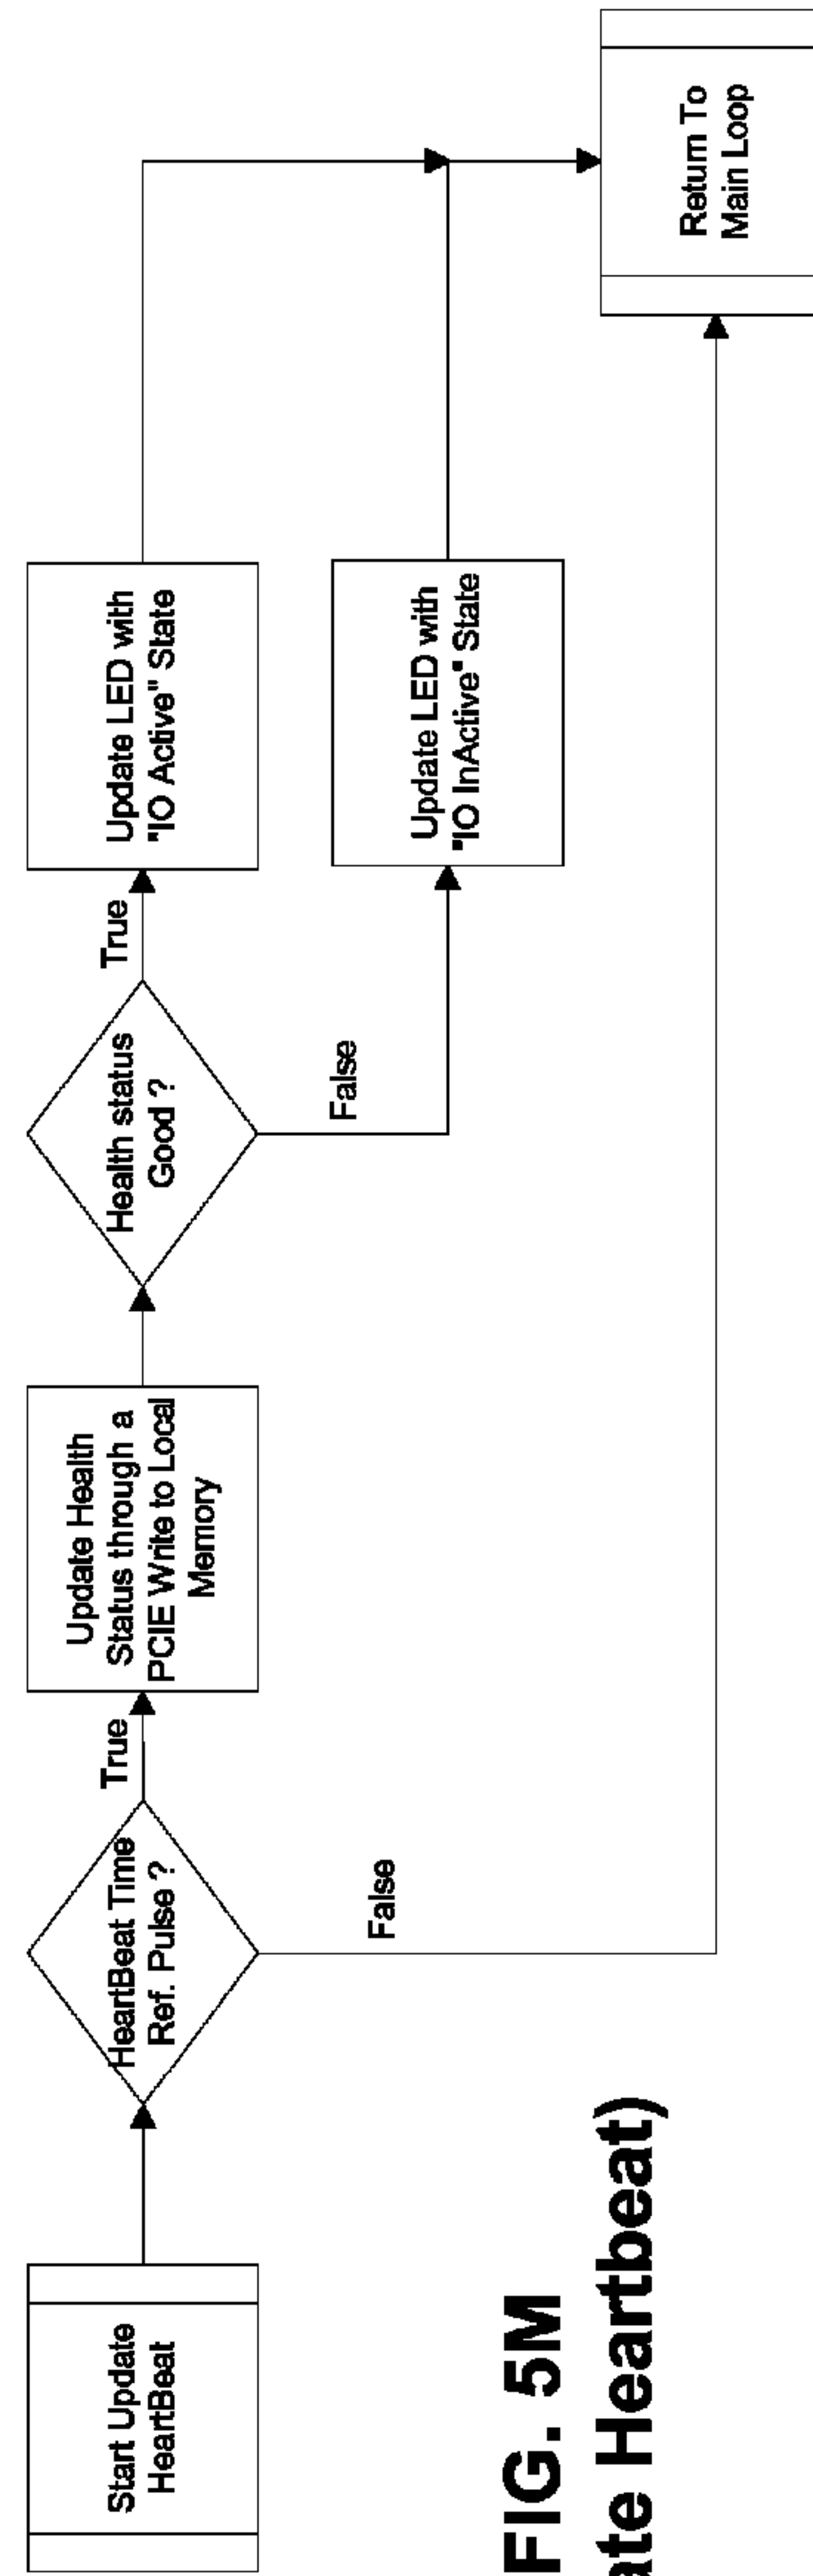 Start Update
HeartBeat
HeartBeat Time
Ref. Pulse ?
True
False
Update Health
Status through a
PCIE Write to Local
Memory
Health status
Good ?
True
False
Update LED with
"IO Active" State
Update LED with
"IO InActive" State
Return To
Main Loop
FIG. 5M
Heartbeat)